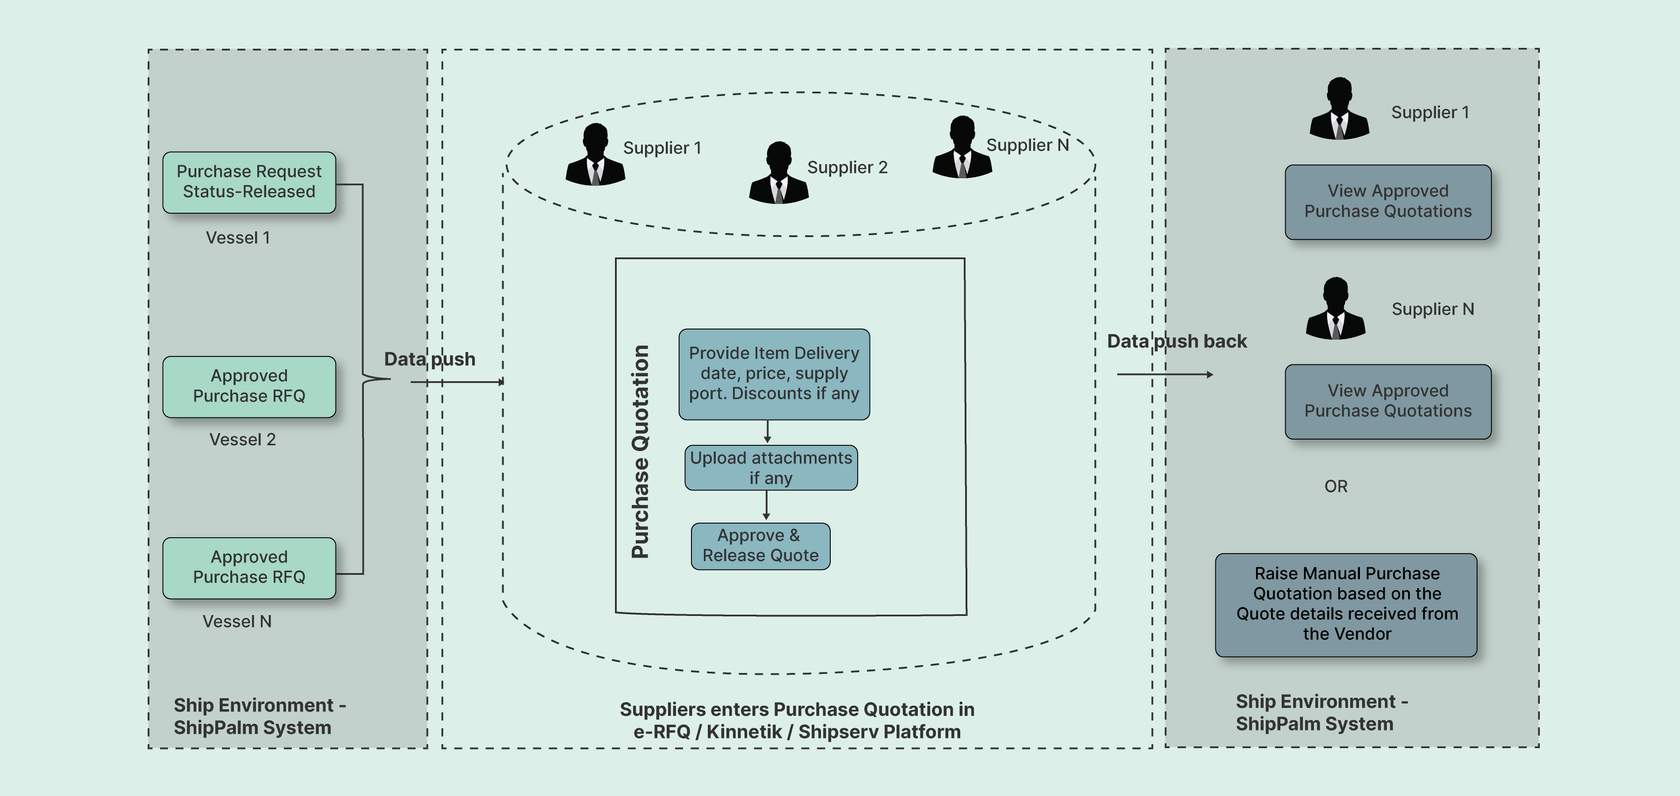 Purchase Request
Status-Released
Vessel 1
Approved
Purchase RFQ
Vessel 2
Approved
Purchase RFQ
Vessel N
Ship Environment -
ShipPalm System
Data push
Supplier 1
Supplier 2
Supplier N
Purchase Quotation
Provide Item Delivery
date, price, supply
port. Discounts if any
Upload attachments
if any
Approve &
Release Quote
Suppliers enters Purchase Quotation in
e-RFQ / Kinnetik / Shipserv Platform
Data push back
Supplier 1
View Approved
Purchase Quotations
Supplier N
View Approved
Purchase Quotations
OR
Raise Manual Purchase
Quotation based on the
Quote details received from
the Vendor
Ship Environment -
ShipPalm System